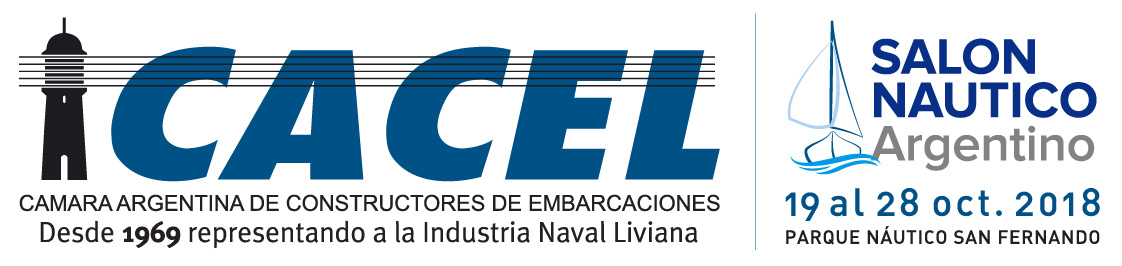 CACEL
CAMARA ARGENTINA DE CONSTRUCTORES DE EMBARCACIONES
Desde 1969 representando a la Industria Naval Liviana
SALON
NAUTICO
Argentino
19 al 28 oct. 2018
PARQUE NÁUTICO SAN FERNANDO